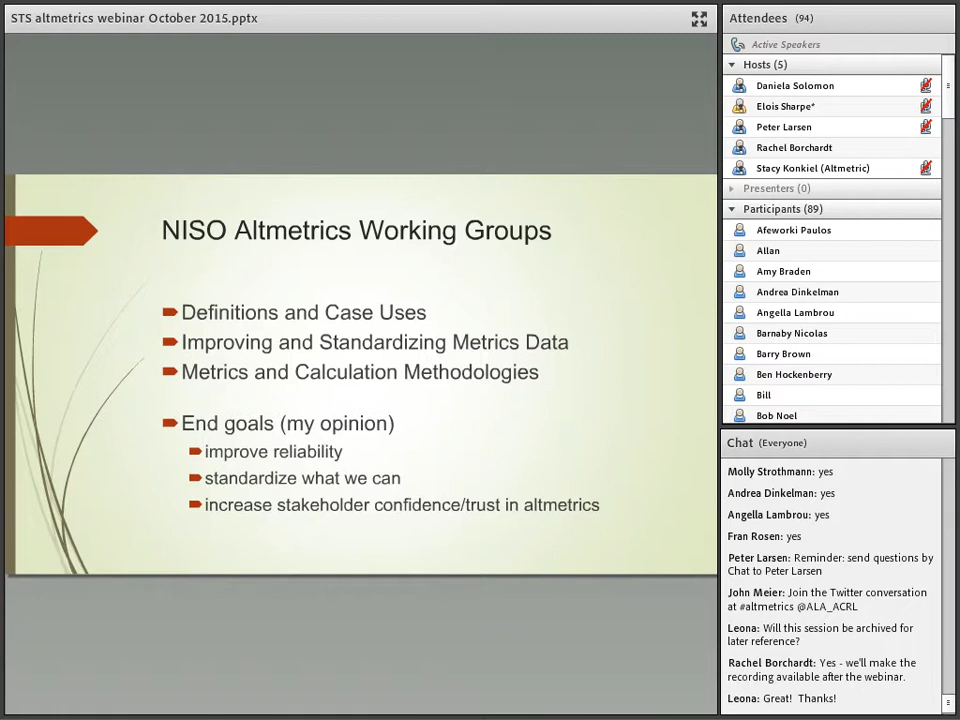 STS altmetrics webinar October 2015.pptx
NISO Altmetrics Working Groups
Definitions and Case Uses
Improving and Standardizing Metrics Data
Metrics and Calculation Methodologies
End goals (my opinion)
improve reliability
standardize what we can
increase stakeholder confidence/trust in altmetrics
Attendees (94)
Active Speakers
Hosts (5)
Daniela Solomon
Elois Sharpe*
Peter Larsen
Rachel Borchardt
Stacy Konkiel (Altmetric)
Presenters (0)
Participants (89)
Afeworki Paulos
Allan
Amy Braden
Andrea Dinkelman
Angella Lambrou
Barnaby Nicolas
Barry Brown
Ben Hockenberry
Bill
Bob Noel
Chat (Everyone)
Molly Strothmann: yes
Andrea Dinkelman: yes
Angella Lambrou: yes
Fran Rosen: yes
Peter Larsen: Reminder: send questions by
Chat to Peter Larsen
John Meier: Join the Twitter conversation
at #altmetrics @ALA_ACRL
Leona: Will this session be archived for
later reference?
Rachel Borchardt: Yes - we'll make the
recording available after the webinar.
Leona: Great! Thanks!